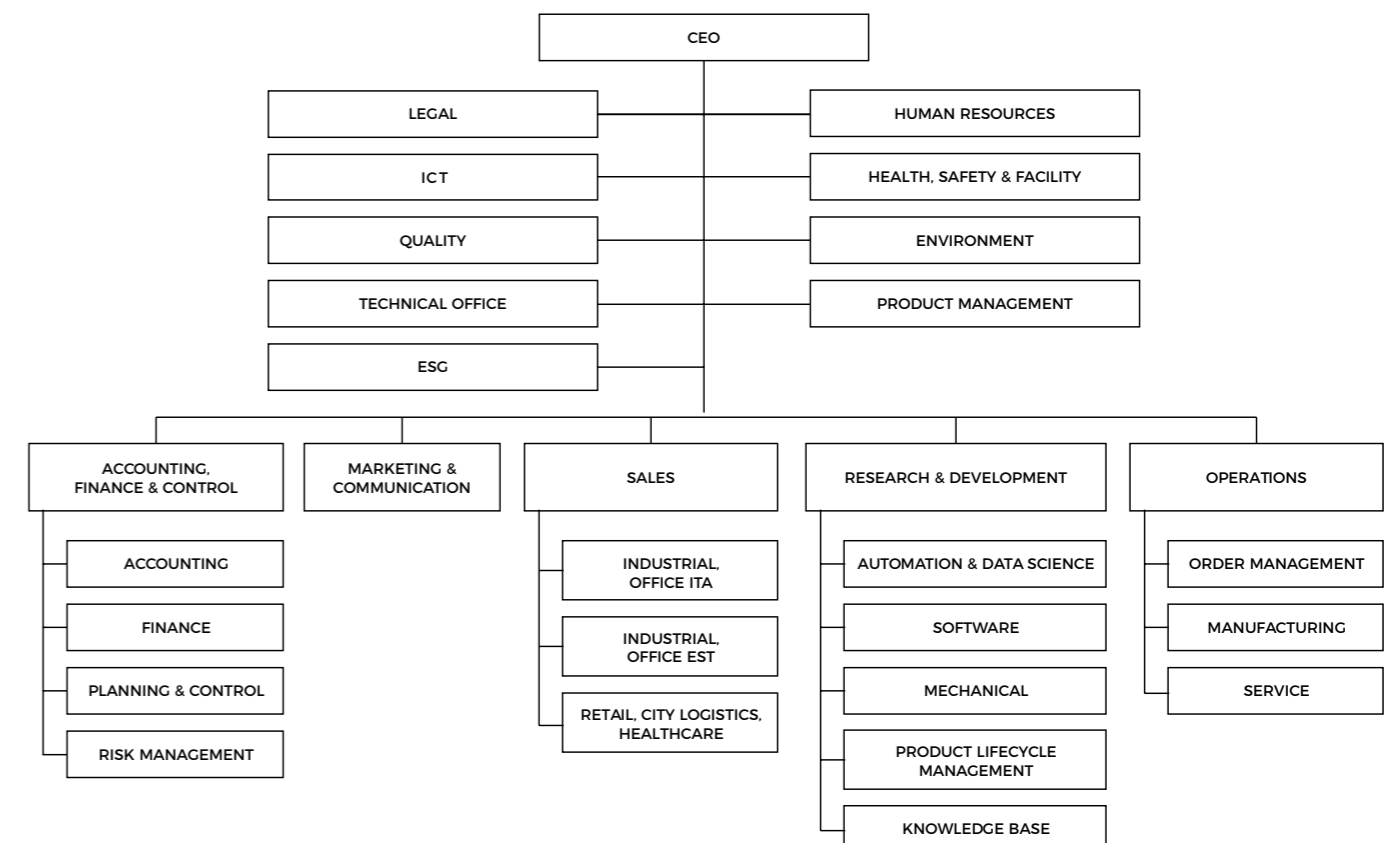 CEO
LEGAL
HUMAN RESOURCES
ICT
HEALTH, SAFETY & FACILITY
QUALITY
ENVIRONMENT
TECHNICAL OFFICE
PRODUCT MANAGEMENT
ESG
ACCOUNTING,
FINANCE & CONTROL
MARKETING &
COMMUNICATION
SALES
RESEARCH & DEVELOPMENT
OPERATIONS
ACCOUNTING
FINANCE
PLANNING & CONTROL
RISK MANAGEMENT
INDUSTRIAL,
OFFICE ITA
INDUSTRIAL,
OFFICE EST
RETAIL, CITY LOGISTICS,
HEALTHCARE
AUTOMATION & DATA SCIENCE
SOFTWARE
MECHANICAL
PRODUCT LIFECYCLE
MANAGEMENT
KNOWLEDGE BASE
ORDER MANAGEMENT
MANUFACTURING
SERVICE